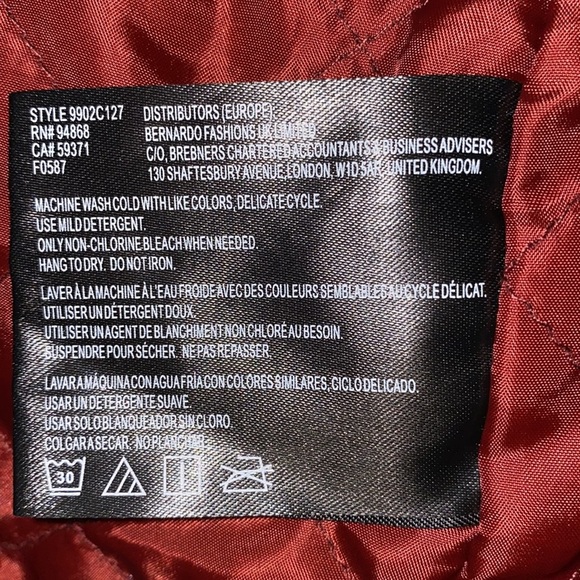 STYLE 9902C127
RN# 94868
CA# 59371
F0587
DISTRIBUTORS (EUROPE)
BERNARDO FASHIONS UK LIMITED
C/O, BREBNERS CHARTERED ACCOUNTANTS & BUSINESS ADVISERS
130 SHAFTESBURY AVENUE, LONDON, W1D 5AR, UNITED KINGDOM.
MACHINE WASH COLD WITH LIKE COLORS, DELICATE CYCLE.
USE MILD DETERGENT.
ONLY NON-CHLORINE BLEACH WHEN NEEDED.
HANG TO DRY. DO NOT IRON.
LAVER À LA MACHINE À L'EAU FROIDE AVEC DES COULEURS SEMBLABLES AU CYCLE DÉLICAT.
UTILISER UN DÉTERGENT DOUX.
UTILISER UN AGENT DE BLANCHIMENT NON CHLORÉ AU BESOIN.
SUSPENDRE POUR SÉCHER. NE PAS REPASSER.
LAVAR A MÁQUINA CON AGUA FRÍA CON COLORES SIMILARES, CICLO DELICADO.
USAR UN DETERGENTE SUAVE.
USAR SOLO BLANQUEADOR SIN CLORO.
COLGAR A SECAR. NO PLANCHAR.
30